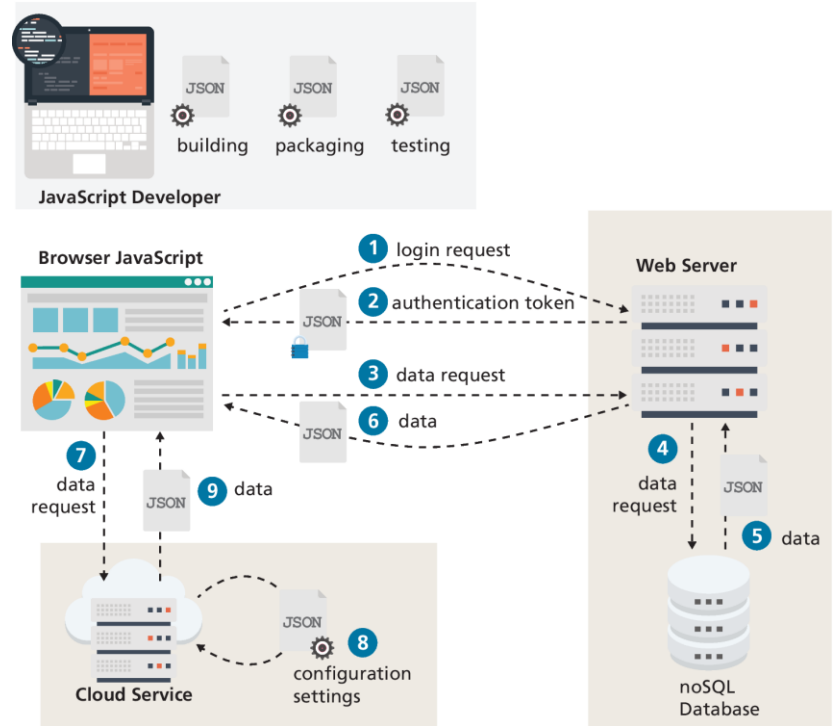 JSON
JSON
JSON
building
packaging
testing
JavaScript Developer
Browser JavaScript
1 login request
Web Server
2 authentication token
JSON
3 data request
6 data
JSON
7
data
request
9 data
JSON
4
data
request
JSON
5 data
JSON
8
configuration
settings
Cloud Service
noSQL
Database